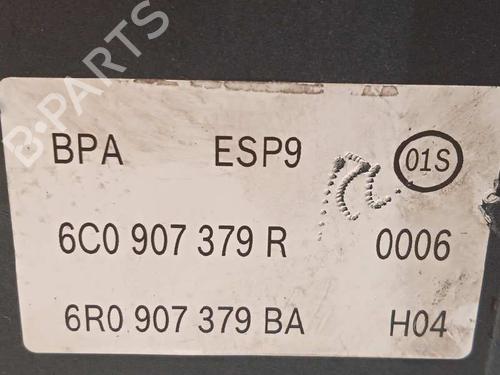 B·PARTS
BPA ESP9 01S
6C0 907 379 R 0006
6R0 907 379 BA H04